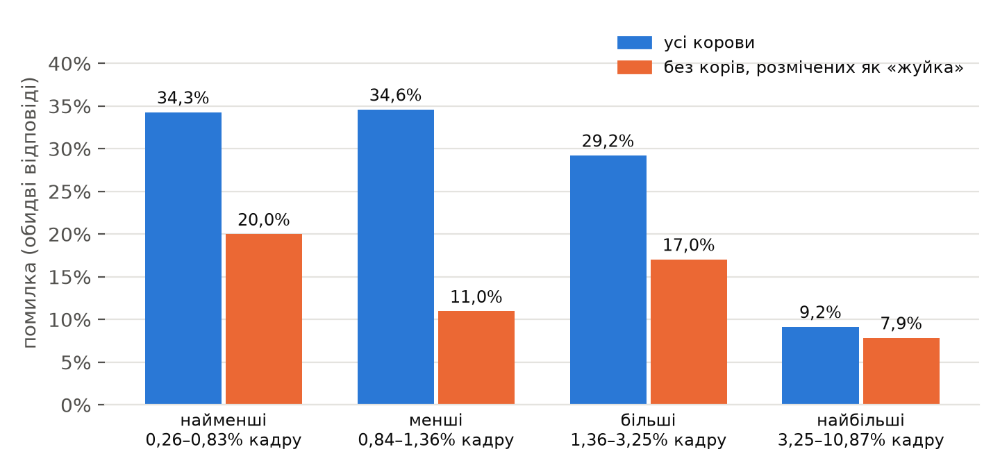 усі корови
без корів, розмічених як «жуйка»
помилка (обидві відповіді)
40%
35%
30%
25%
20%
15%
10%
5%
0%
34,3%
20,0%
34,6%
11,0%
29,2%
17,0%
9,2%
7,9%
найменші
0,26–0,83% кадру
менші
0,84–1,36% кадру
більші
1,36–3,25% кадру
найбільші
3,25–10,87% кадру